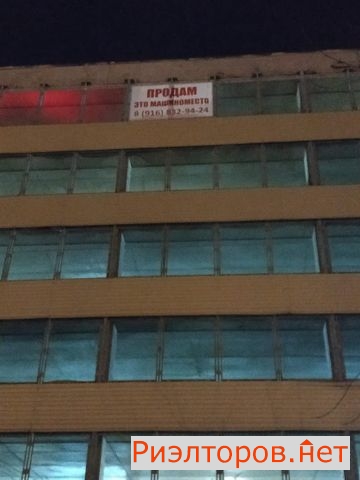 ПРОДАМ
ЭТО МАШИНОМЕСТО
8 (916) 832-94-24
Риэлторов.нет